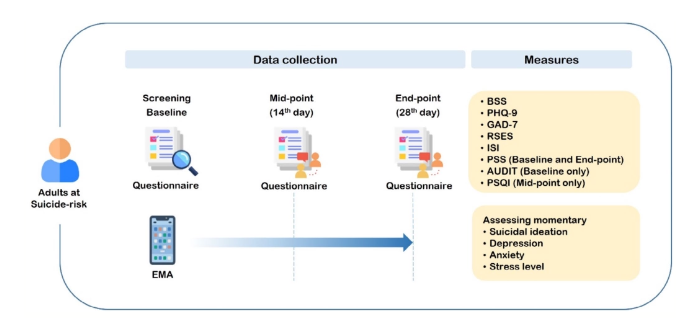 Data collection
Measures
Screening
Baseline
Mid-point
(14th day)
End-point
(28th day)
Questionnaire
Questionnaire
Questionnaire
• BSS
• PHQ-9
• GAD-7
• RSES
• ISI
• PSS (Baseline and End-point)
• AUDIT (Baseline only)
• PSQI (Mid-point only)
Adults at
Suicide-risk
EMA
Assessing momentary
• Suicidal ideation
• Depression
• Anxiety
• Stress level